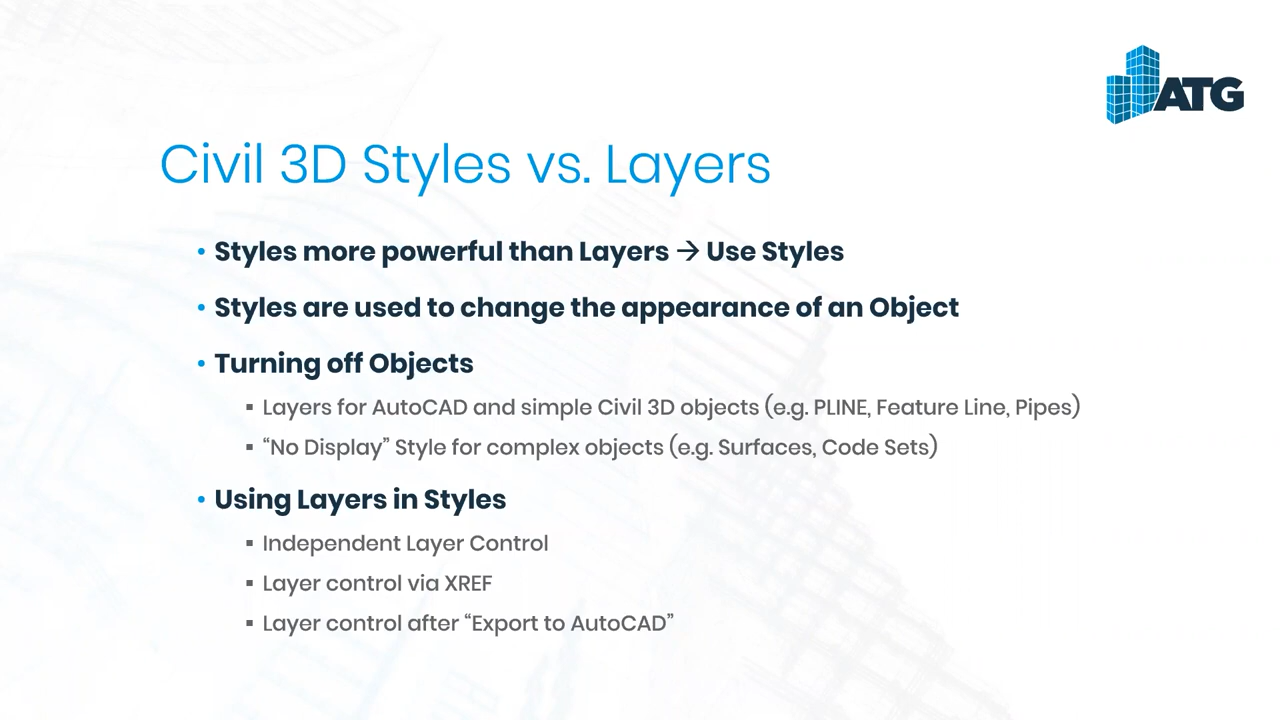 ATG
Civil 3D Styles vs. Layers
• Styles more powerful than Layers → Use Styles
• Styles are used to change the appearance of an Object
• Turning off Objects
▪ Layers for AutoCAD and simple Civil 3D objects (e.g. PLINE, Feature Line, Pipes)
▪ “No Display” Style for complex objects (e.g. Surfaces, Code Sets)
• Using Layers in Styles
▪ Independent Layer Control
▪ Layer control via XREF
▪ Layer control after “Export to AutoCAD”